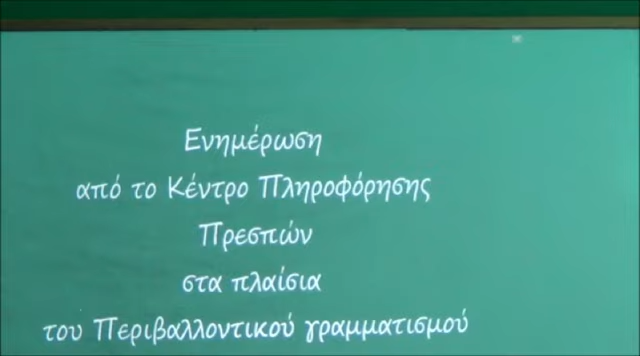 Ενημέρωση
από το Κέντρο Πληροφόρησης
Πρεσπών
στα πλαίσια
του Περιβαλλοντικού γραμματισμού